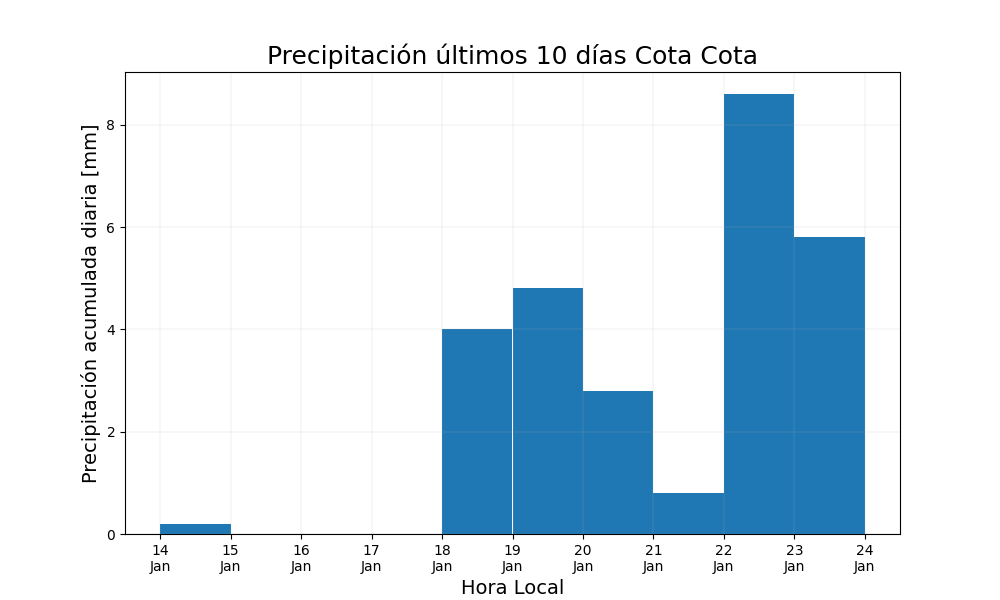 Precipitación últimos 10 días Cota Cota
Precipitación acumulada diaria [mm]
8
6
4
2
0
14 15 16 17 18 19 20 21 22 23 24
Jan Jan Jan Jan Jan Jan Jan Jan Jan Jan Jan
Hora Local